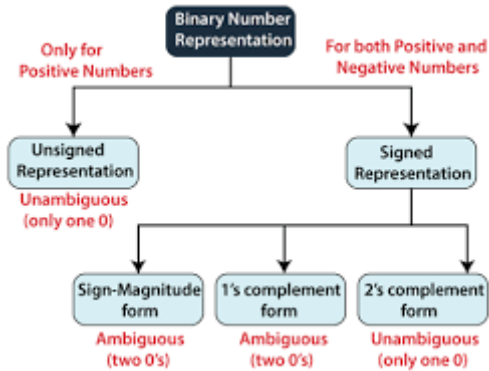 Binary Number
Representation
Only for
Positive Numbers
For both Positive and
Negative Numbers
Unsigned
Representation
Unambiguous
(only one 0)
Signed
Representation
Sign-Magnitude
form
Ambiguous
(two 0's)
1's complement
form
Ambiguous
(two 0's)
2's complement
form
Unambiguous
(only one 0)